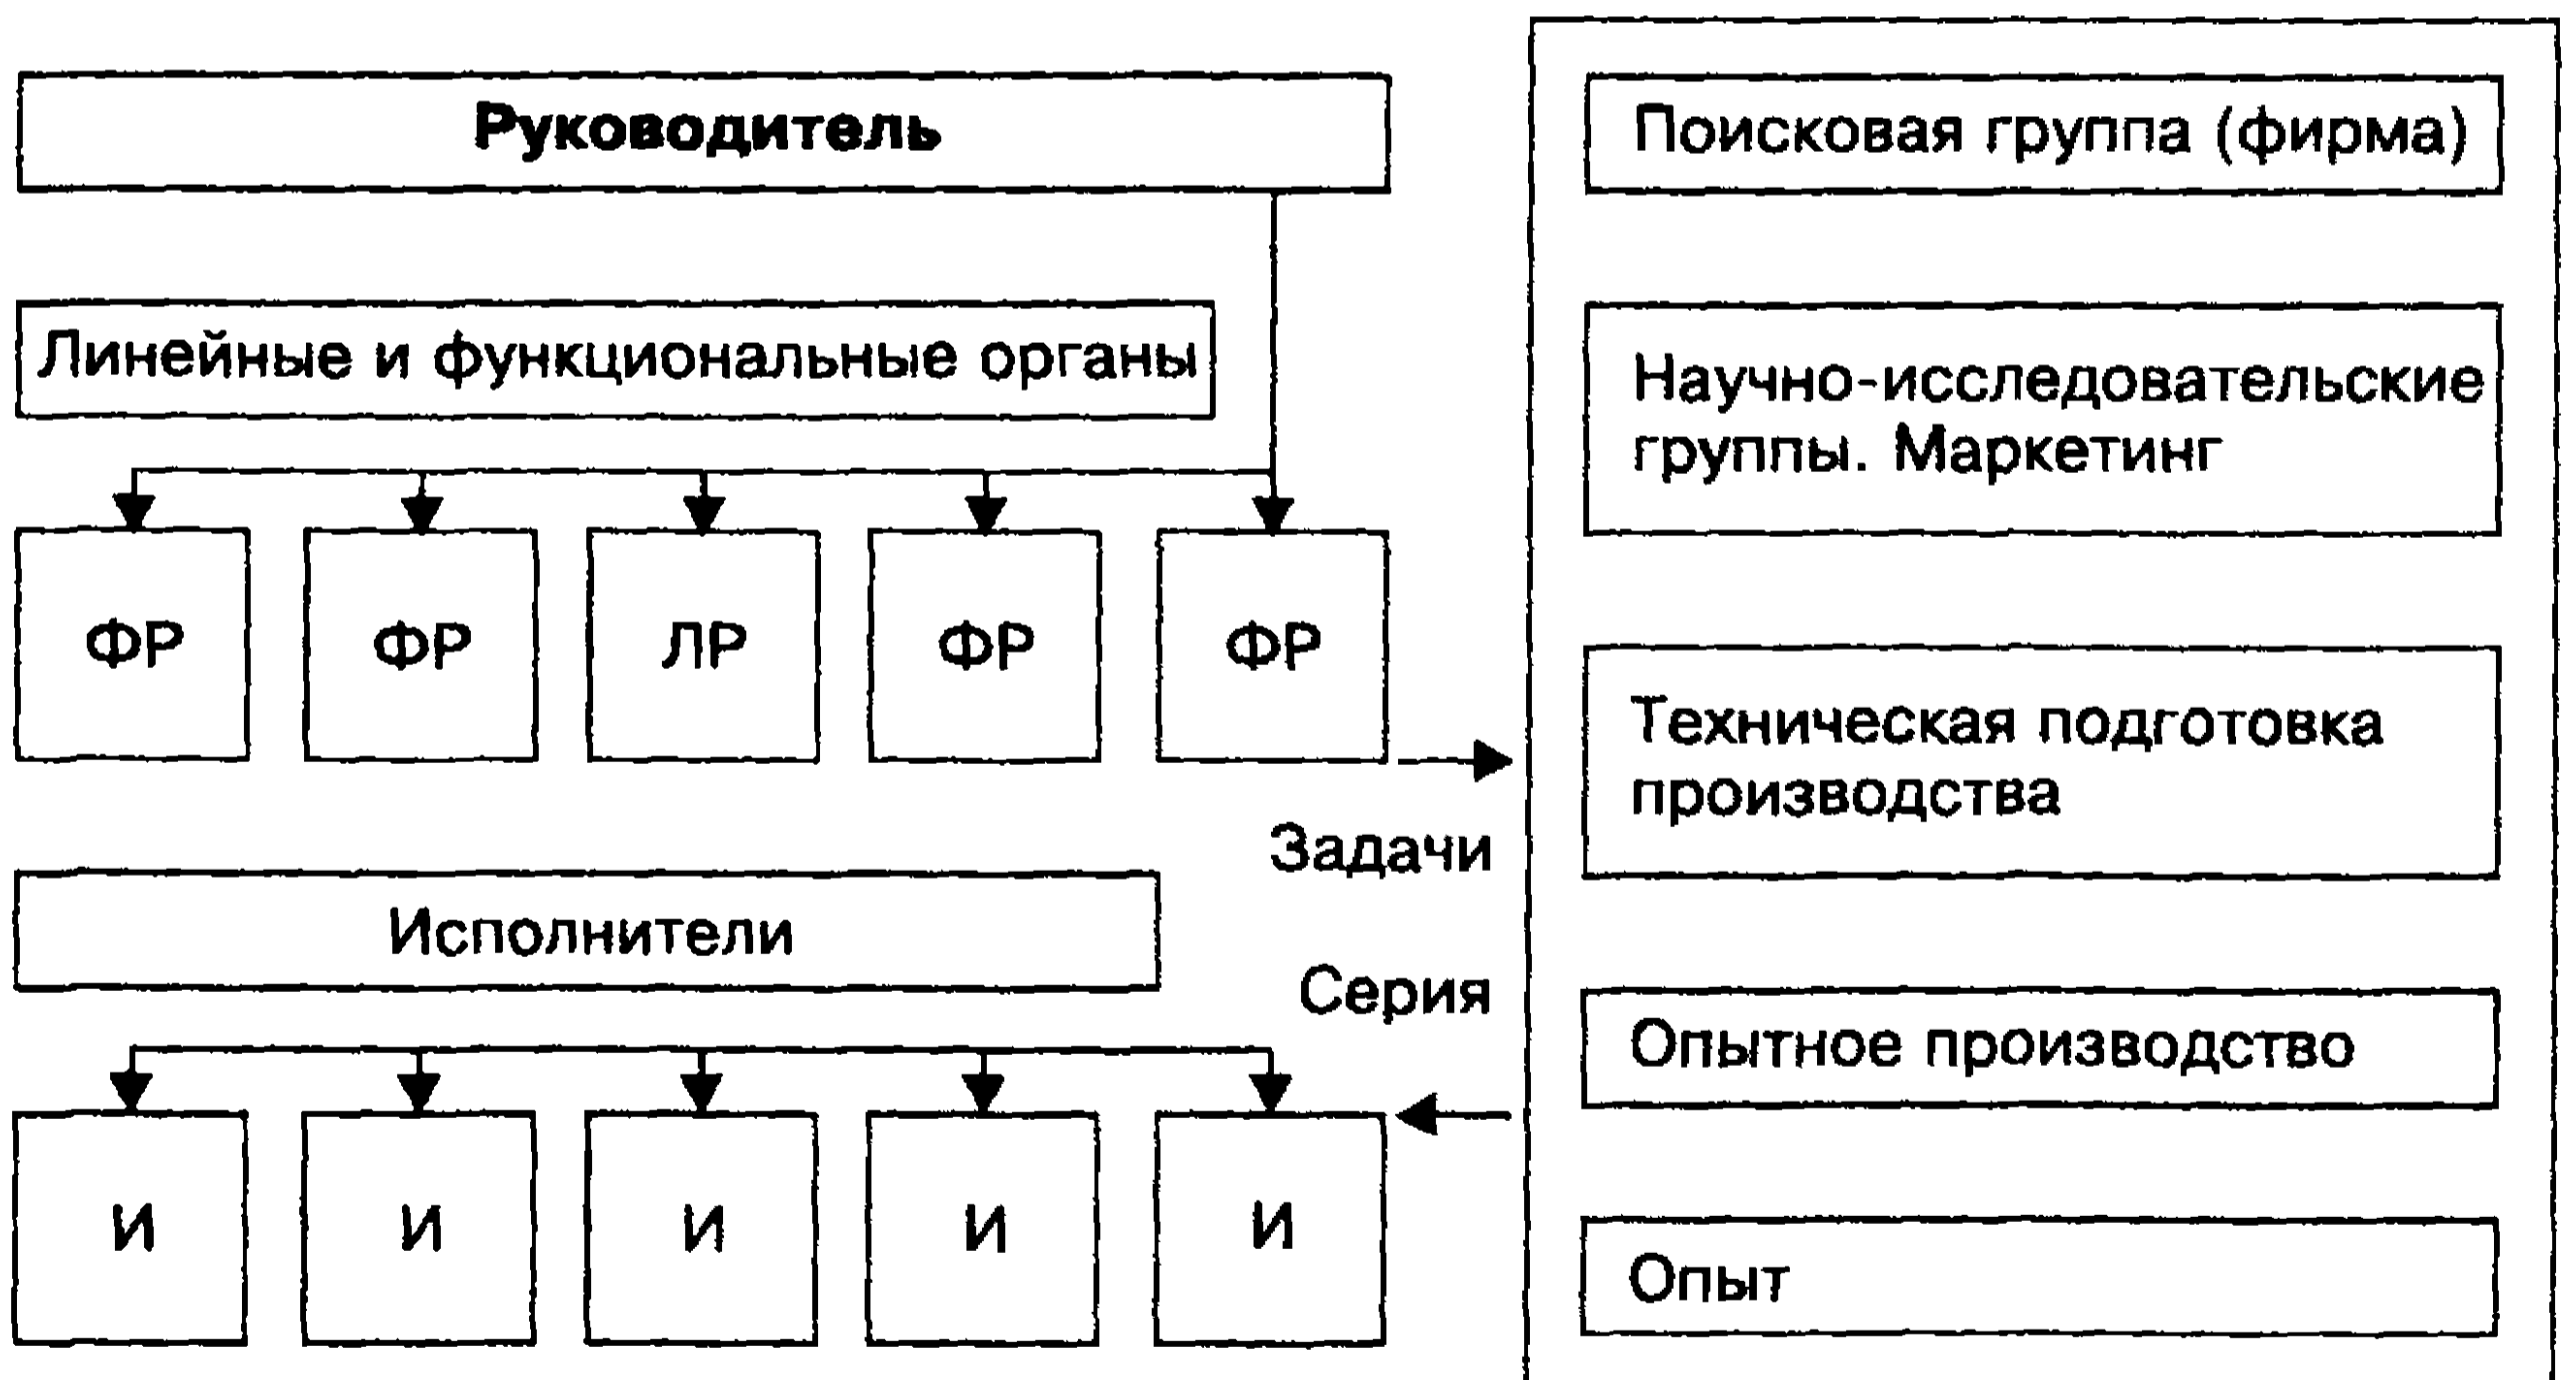 Руководитель
Линейные и функциональные органы
ФР
ФР
ЛР
ФР
ФР
Задачи
Исполнители
Серия
И
И
И
И
И
Поисковая группа (фирма)
Научно-исследовательские
группы. Маркетинг
Техническая подготовка
производства
Опытное производство
Опыт